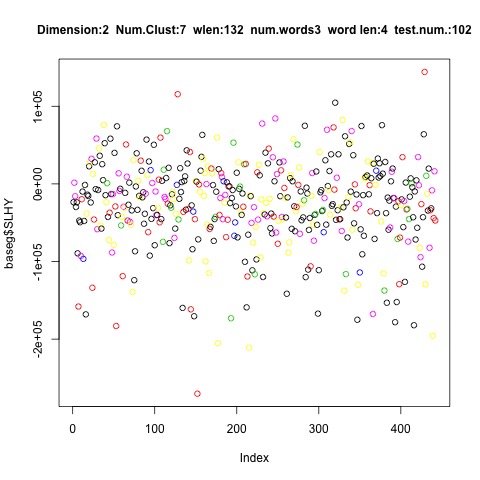 Dimension:2 Num.Clust:7 wlen:132 num.words3 word len:4 test.num.:102
baseg$SLHY
1e+05
0e+00
-1e+05
-2e+05
0 100 200 300 400
Index